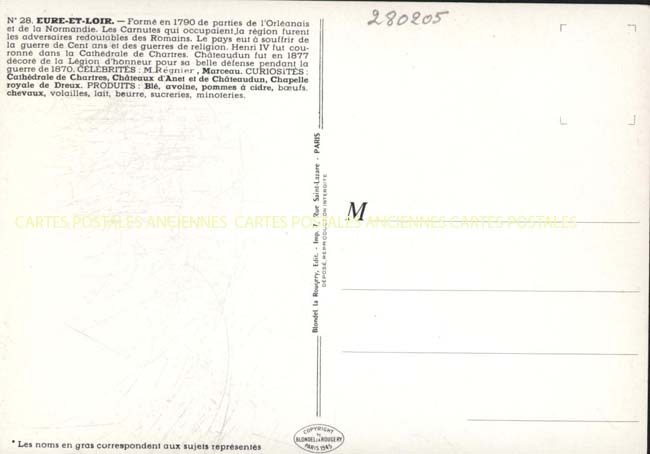 N° 28. EURE-ET-LOIR. — Formé en 1790 de parties de l'Orléanais
et de la Normandie. Les Carnutes qui occupaient la région furent
les adversaires redoutables des Romains. Le pays eut à souffrir de
la guerre de Cent ans et des guerres de religion. Henri IV fut cou-
ronné dans la Cathédrale de Chartres. Châteaudun fut en 1877
décoré de la Légion d'honneur pour sa belle défense pendant la
guerre de 1870. CÉLÉBRITÉS : M. Régnier, Marceau. CURIOSITÉS :
Cathédrale de Chartres, Châteaux d'Anet et de Châteaudun, Chapelle
royale de Dreux. PRODUITS : Blé, avoine, pommes à cidre, bœufs.
chevaux, volailles, lait, beurre, sucreries, minoteries.
280205
Blondel La Rougery, Edit. - Imp. 7, Rue Saint-Lazare - PARIS
DÉPOSÉ, REPRODUCTION INTERDITE
M
CARTES POSTALES ANCIENNES CARTES POSTALES ANCIENNES CARTES POSTALES
COPYRIGHT
by
BLONDEL LA ROUGERY
PARIS 1945
* Les noms en gras correspondent aux sujets représentés